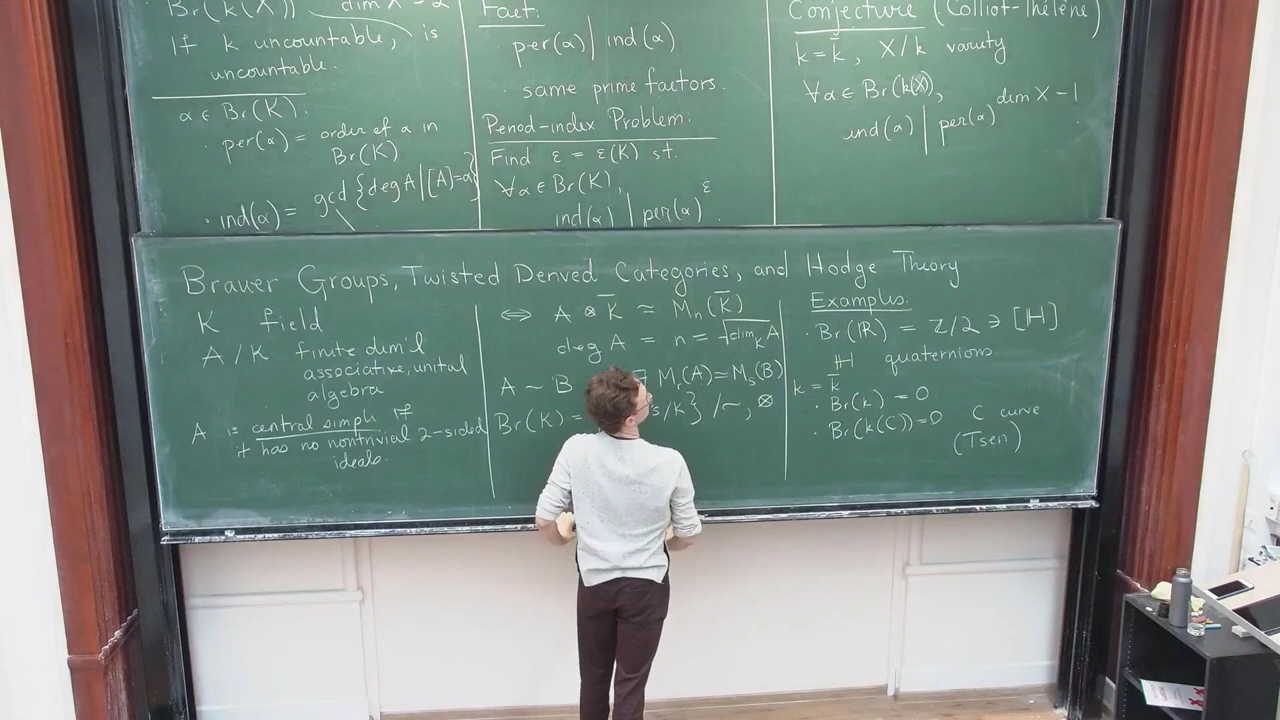 Br(k(X)) dim X = 2
If k uncountable, is
uncountable.
α ∈ Br(K):
· per(α) = order of α in
Br(K)
· ind(α) = gcd {deg A | [A]=α}
Fact:
per(α) | ind(α)
· same prime factors.
Period-index Problem:
Find ε = ε(K) st.
∀α ∈ Br(K),
ind(α) | per(α)^ε.
Conjecture (Colliot-Thélène)
k = k̄, X/k variety
∀α ∈ Br(k(X)),
ind(α) | per(α)^{dim X − 1}
Brauer Groups, Twisted Derived Categories, and Hodge Theory
K field
A/K finite dim'l
associative, unital
algebra
A is central simple if
it has no nontrivial 2-sided
ideals.
⟺ A ⊗ K̄ ≃ M_n(K̄)
deg A = n = √dim_K A
A ~ B ∃ M_r(A) ≃ M_s(B)
Br(K) = s/K} /~, ⊗
Examples:
· Br(ℝ) = ℤ/2 ∋ [ℍ]
ℍ quaternions
k = k̄
· Br(k) = 0
· Br(k(C)) = 0 C curve
(Tsen)